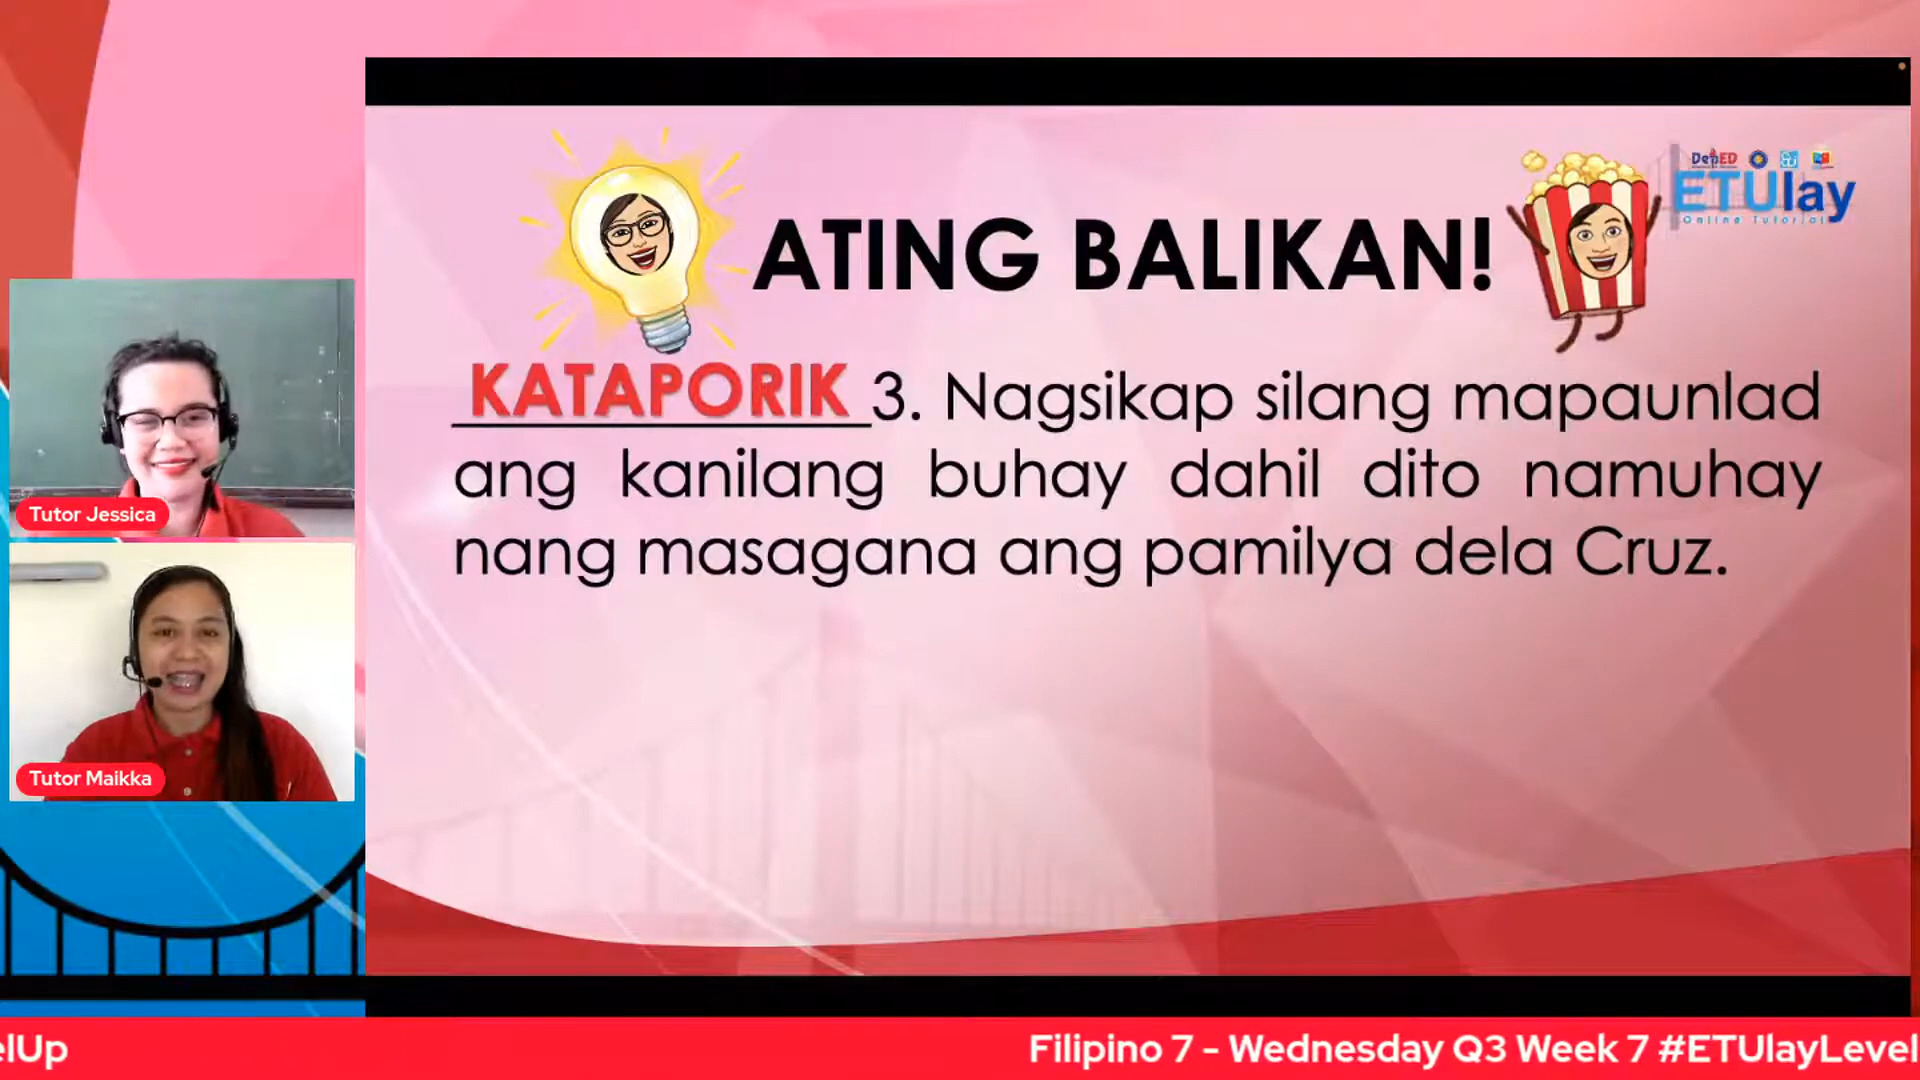 DepED
ETUlay
Online Tutorial
ATING BALIKAN!
KATAPORIK 3. Nagsikap silang mapaunlad
ang kanilang buhay dahil dito namuhay
nang masagana ang pamilya dela Cruz.
Tutor Jessica
Tutor Maikka
elUp
Filipino 7 - Wednesday Q3 Week 7 #ETUlayLevel